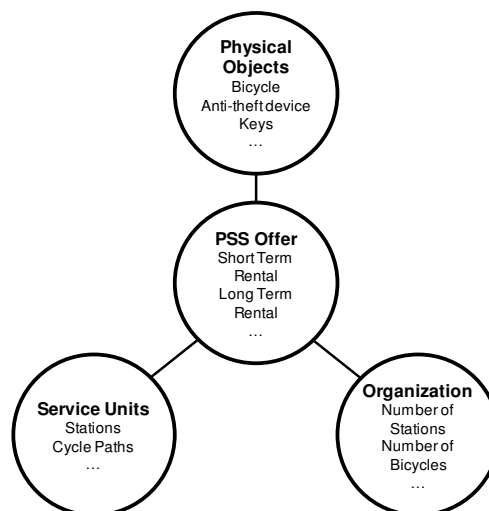 Physical
Objects
Bicycle
Anti-theft device
Keys
…
PSS Offer
Short Term
Rental
Long Term
Rental
…
Service Units
Stations
Cycle Paths
…
Organization
Number of
Stations
Number of
Bicycles
…